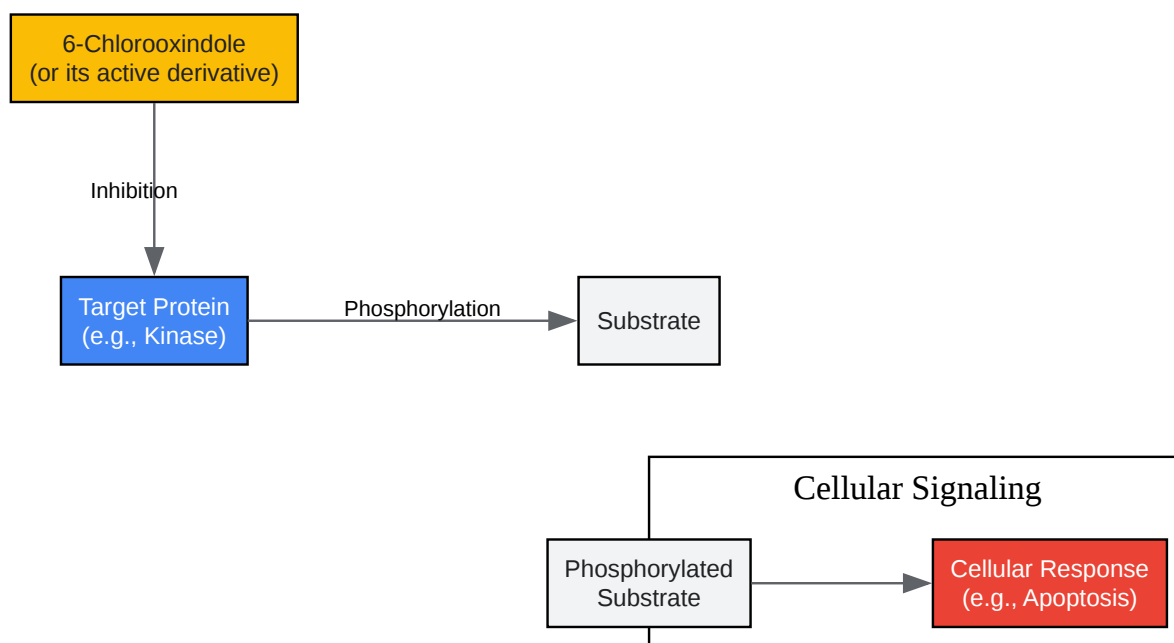 6-Chlorooxindole
(or its active derivative)
Inhibition
Target Protein
(e.g., Kinase)
Phosphorylation
Substrate
Cellular Signaling
Phosphorylated
Substrate
Cellular Response
(e.g., Apoptosis)